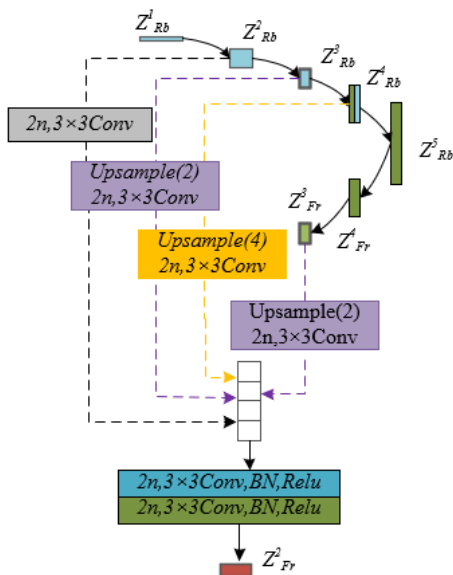 Z¹Rb
Z²Rb
Z³Rb
Z⁴Rb
2n,3×3Conv
Z⁵Rb
Upsample(2)
2n,3×3Conv
Z³Fr
Z⁴Fr
Upsample(4)
2n,3×3Conv
Upsample(2)
2n,3×3Conv
2n,3×3Conv,BN,Relu
2n,3×3Conv,BN,Relu
Z²Fr